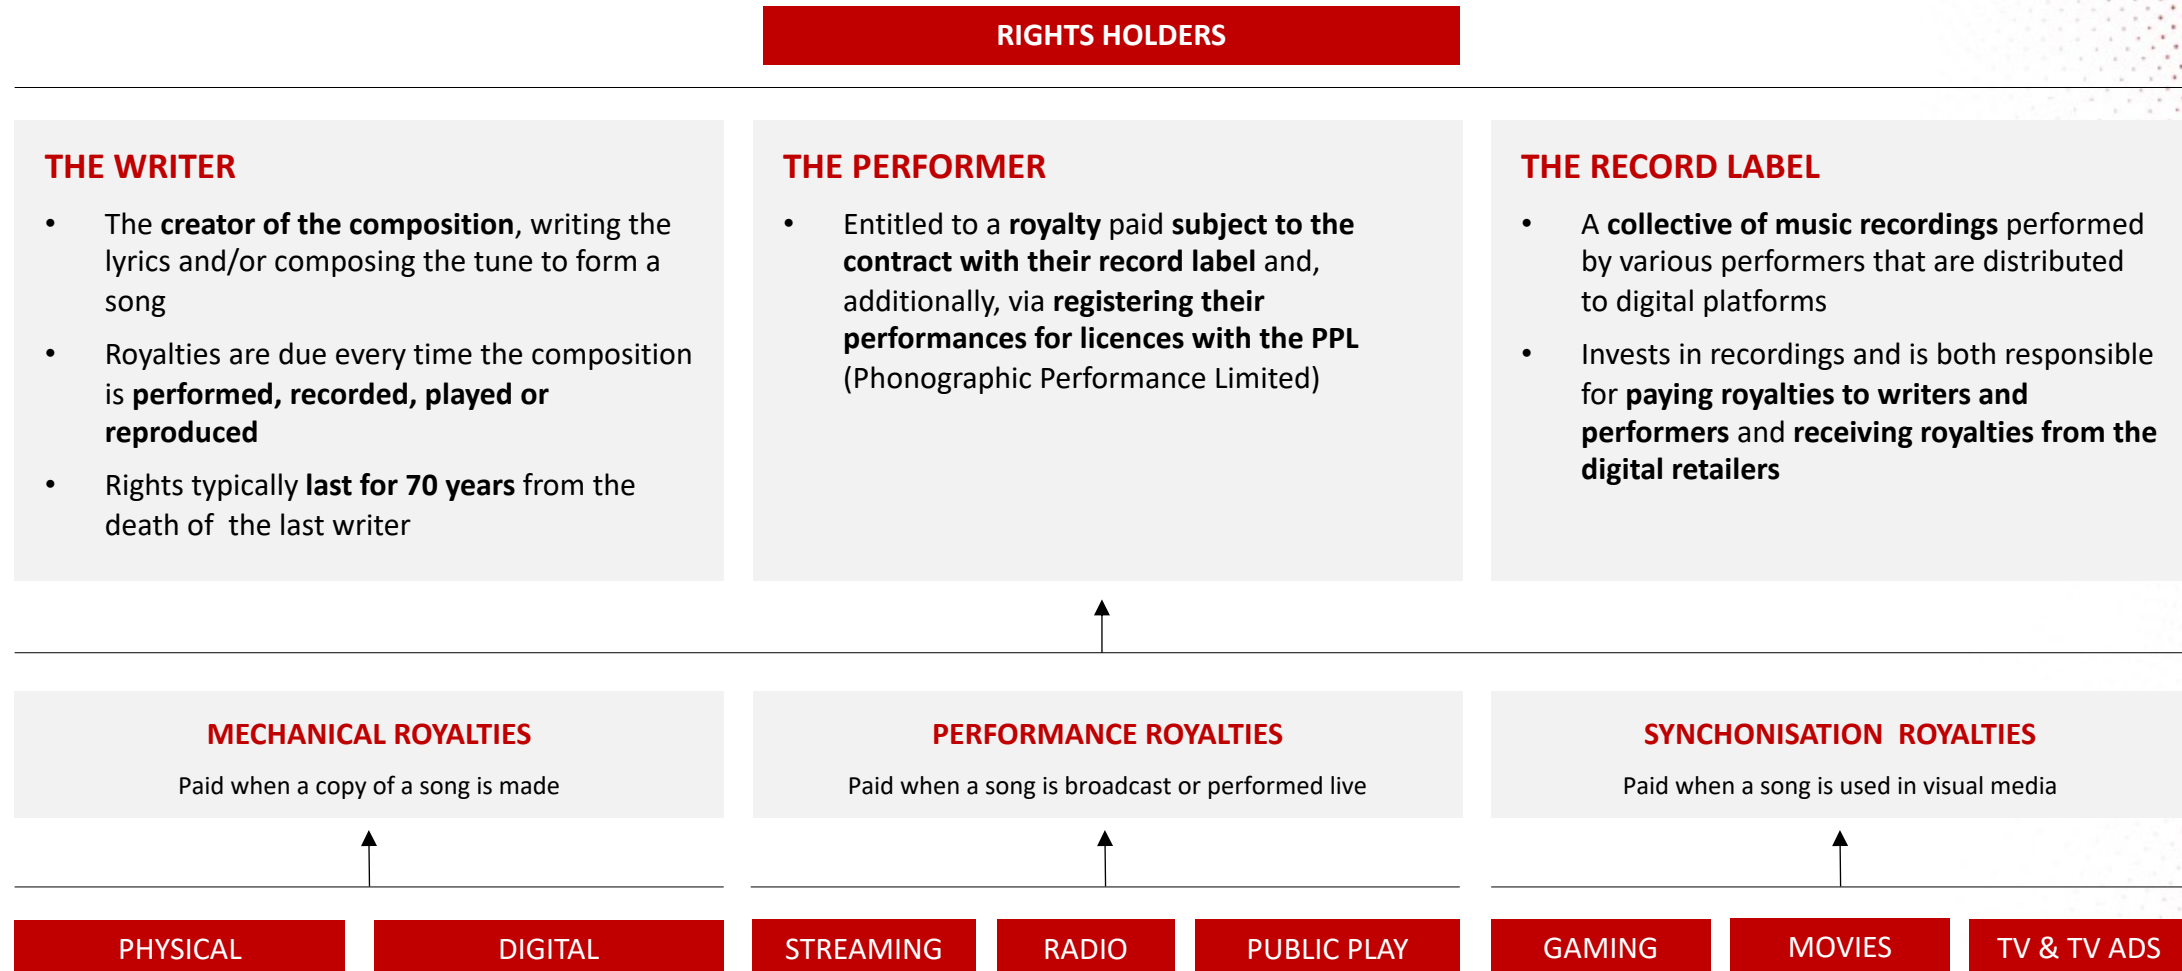 RIGHTS HOLDERS
THE WRITER
• The creator of the composition, writing the
lyrics and/or composing the tune to form a
song
• Royalties are due every time the composition
is performed, recorded, played or
reproduced
• Rights typically last for 70 years from the
death of  the last writer
THE PERFORMER
• Entitled to a royalty paid subject to the
contract with their record label and,
additionally, via registering their
performances for licences with the PPL
(Phonographic Performance Limited)
THE RECORD LABEL
• A collective of music recordings performed
by various performers that are distributed
to digital platforms
• Invests in recordings and is both responsible
for paying royalties to writers and
performers and receiving royalties from the
digital retailers
MECHANICAL ROYALTIES
Paid when a copy of a song is made
PERFORMANCE ROYALTIES
Paid when a song is broadcast or performed live
SYNCHONISATION  ROYALTIES
Paid when a song is used in visual media
PHYSICAL
DIGITAL
STREAMING
RADIO
PUBLIC PLAY
GAMING
MOVIES
TV & TV ADS